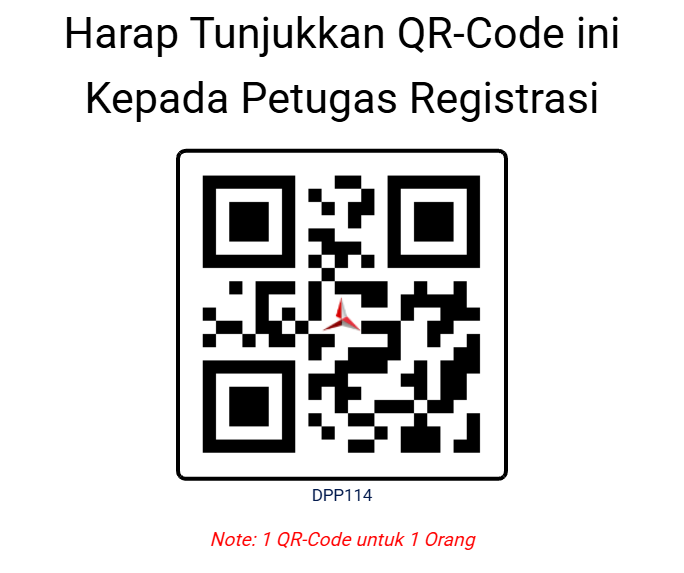 Harap Tunjukkan QR-Code ini
Kepada Petugas Registrasi
DPP114
Note: 1 QR-Code untuk 1 Orang